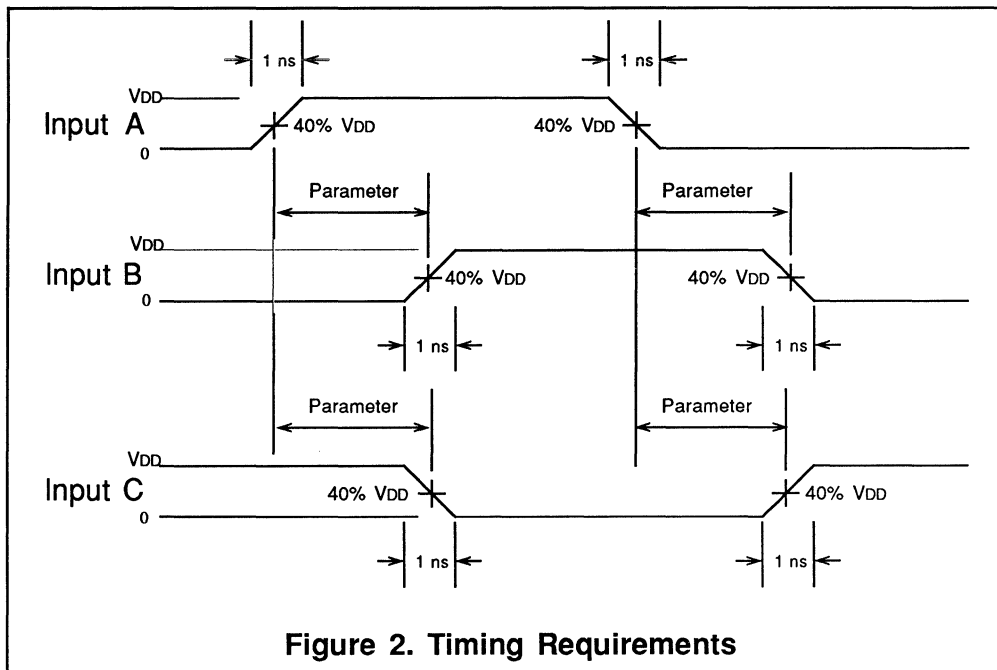 1 ns 1 ns
VDD
Input A 40% VDD 40% VDD
0
Parameter Parameter
VDD
Input B 40% VDD 40% VDD
0
1 ns 1 ns
Parameter Parameter
VDD
Input C 40% VDD 40% VDD
0
1 ns 1 ns
Figure 2. Timing Requirements